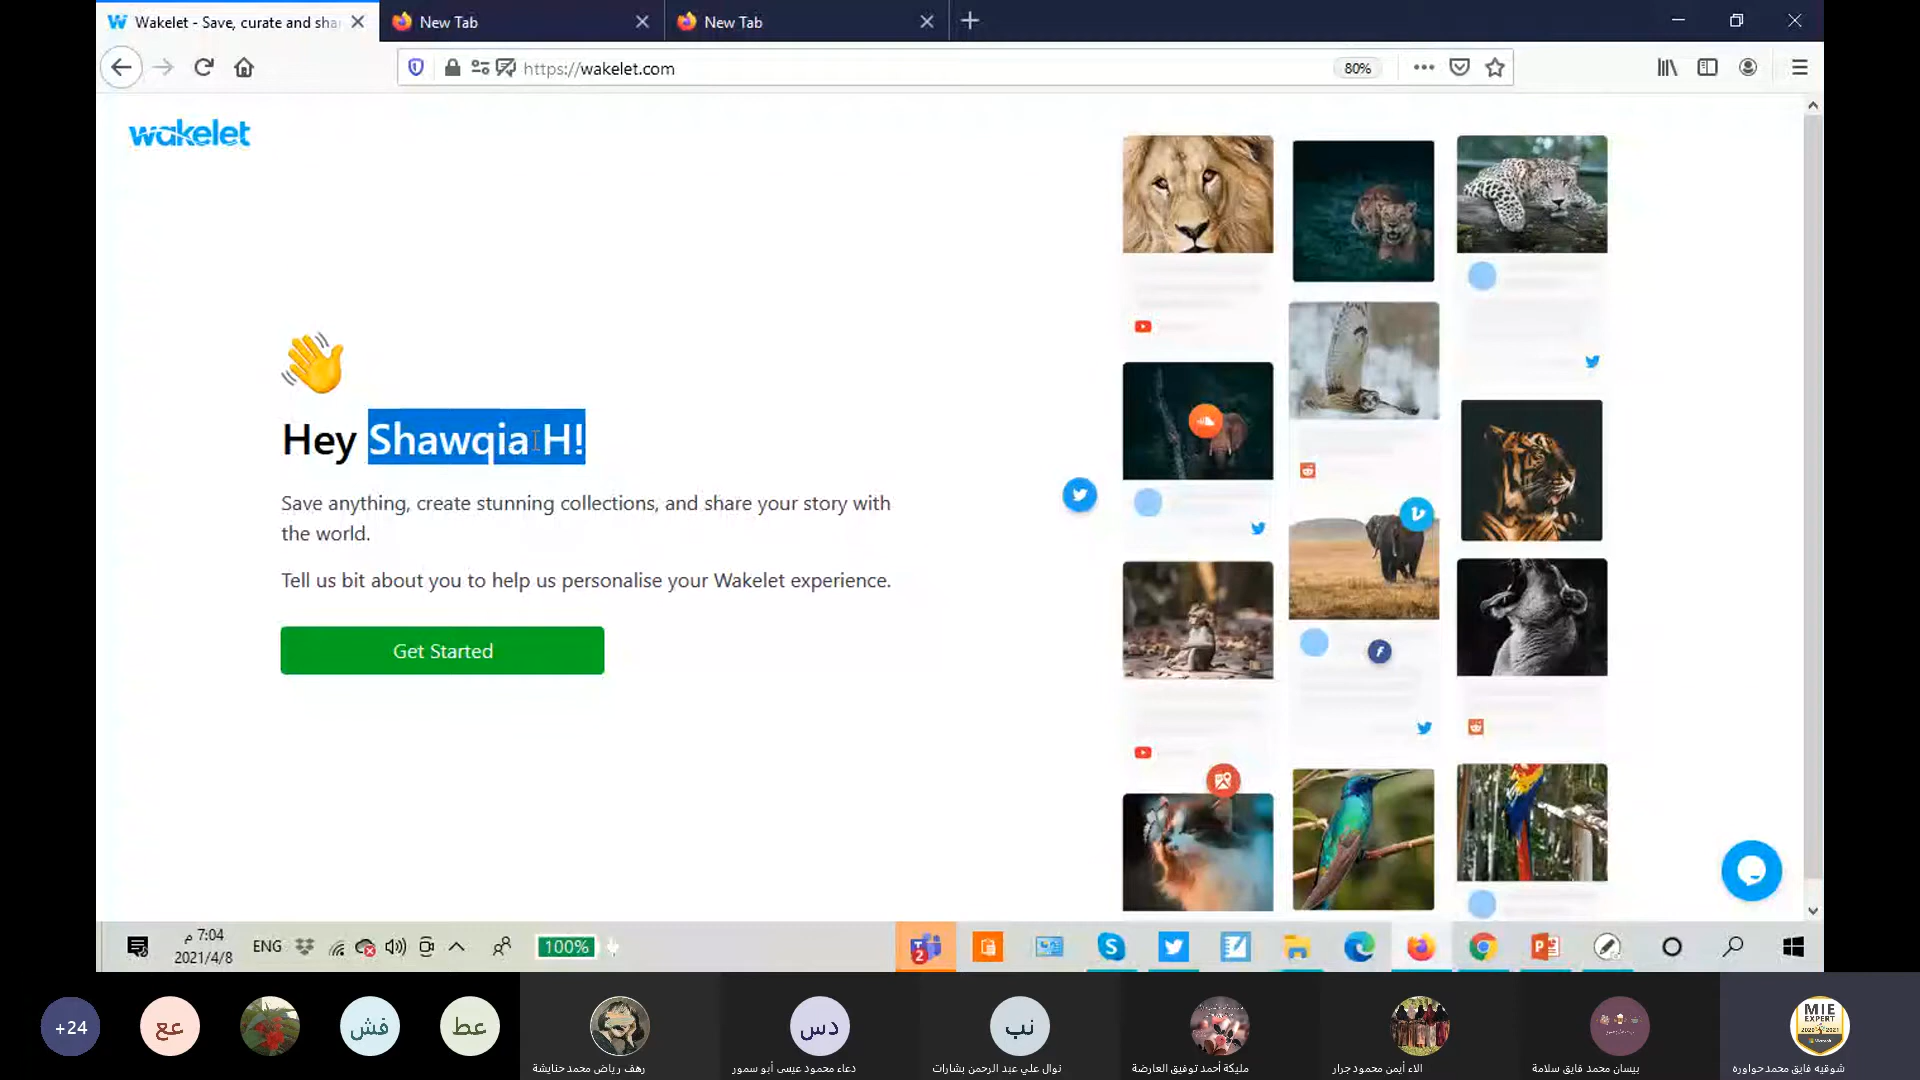 Wakelet - Save, curate and sha
New Tab
New Tab
https://wakelet.com
80%
wakelet
Hey Shawqia H!
Save anything, create stunning collections, and share your story with
the world.
Tell us bit about you to help us personalise your Wakelet experience.
Get Started
7:04 م
2021/4/8
ENG
100%
2
+24
عع
فش
عط
دس
نب
MIE
EXPERT
2020-2021
رهف رياض محمد حنايشة
دعاء محمود عيسى أبو سمور
نوال علي عبد الرحمن بشارات
مليكة أحمد توفيق العارضة
الاء أيمن محمود جرار
بيسان محمد فايق سلامة
شوقيه فايق محمد حواوره